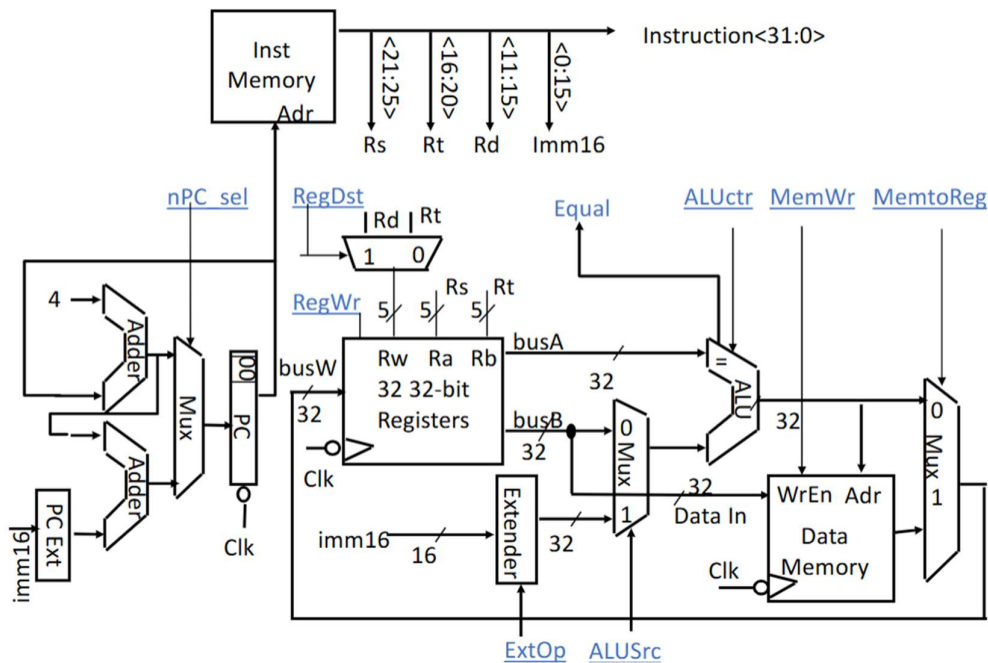 Inst
Memory
Adr
Instruction<31:0>
<21:25>
<16:20>
<11:15>
<0:15>
Rs
Rt
Rd
Imm16
nPC_sel
RegDst
Rd
Rt
1
0
Equal
ALUctr
MemWr
MemtoReg
4
Adder
Adder
Mux
00
PC
Clk
PC Ext
imm16
RegWr
5
5
Rs
5
Rt
busW
32
Rw
Ra
Rb
32 32-bit
Registers
Clk
busA
32
busB
32
0
Mux
1
=
ALU
32
32
Data In
WrEn
Adr
Data
Memory
Clk
0
Mux
1
imm16
16
Extender
32
ExtOp
ALUSrc